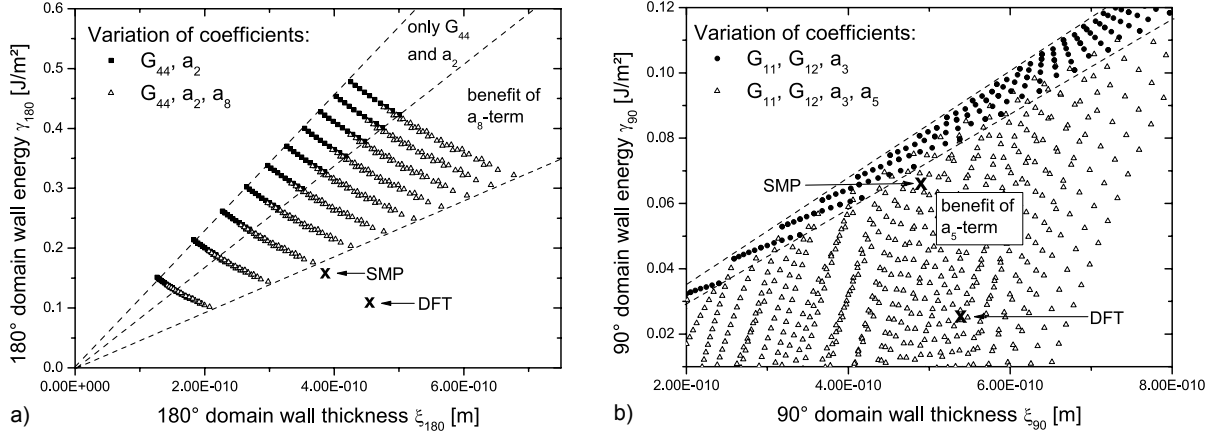 Variation of coefficients:
G44, a2
G44, a2, a8
only G44
and a2
benefit of
a8-term
SMP
DFT
180° domain wall energy γ180 [J/m²]
0.6
0.5
0.4
0.3
0.2
0.1
0.0
0.00E+000 2.00E-010 4.00E-010 6.00E-010
180° domain wall thickness ξ180 [m]
a)
Variation of coefficients:
G11, G12, a3
G11, G12, a3, a5
SMP
benefit of
a5-term
DFT
90° domain wall energy γ90 [J/m²]
0.12
0.10
0.08
0.06
0.04
0.02
2.00E-010 4.00E-010 6.00E-010 8.00E-010
90° domain wall thickness ξ90 [m]
b)